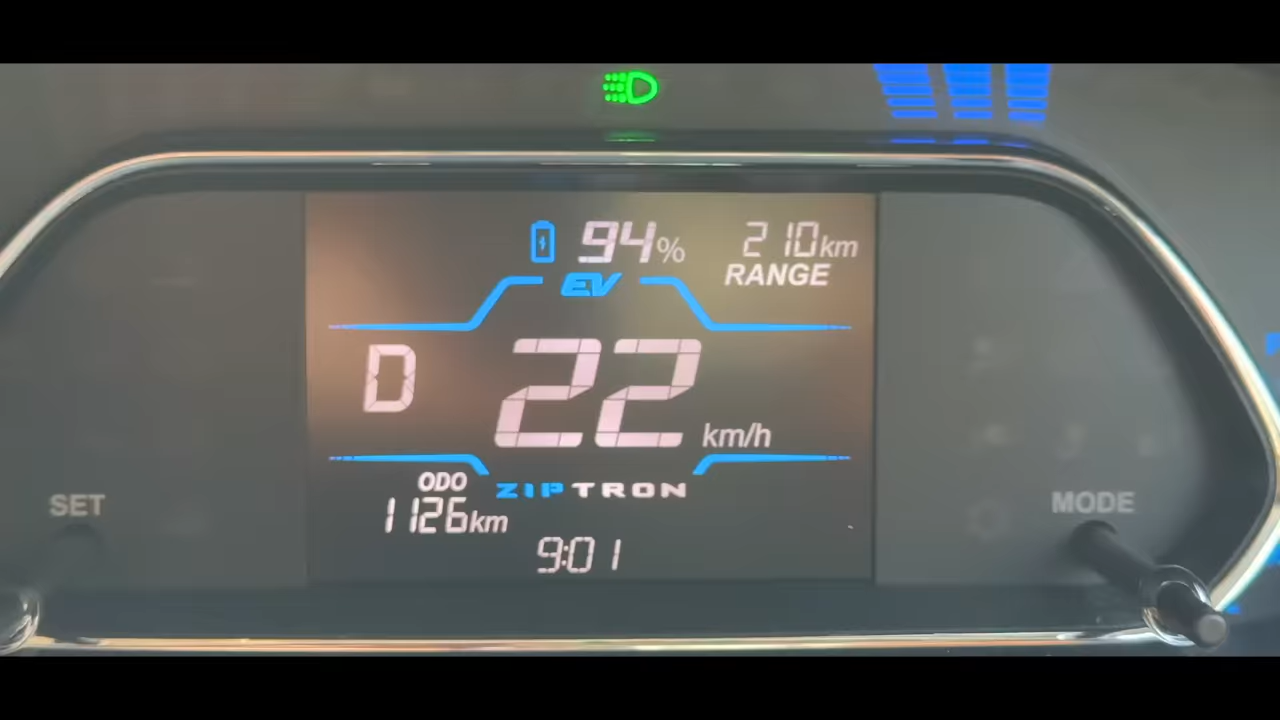 94% 210km
RANGE
EV
D 22 km/h
ODO ZIPTRON
1126km
9:01
SET MODE